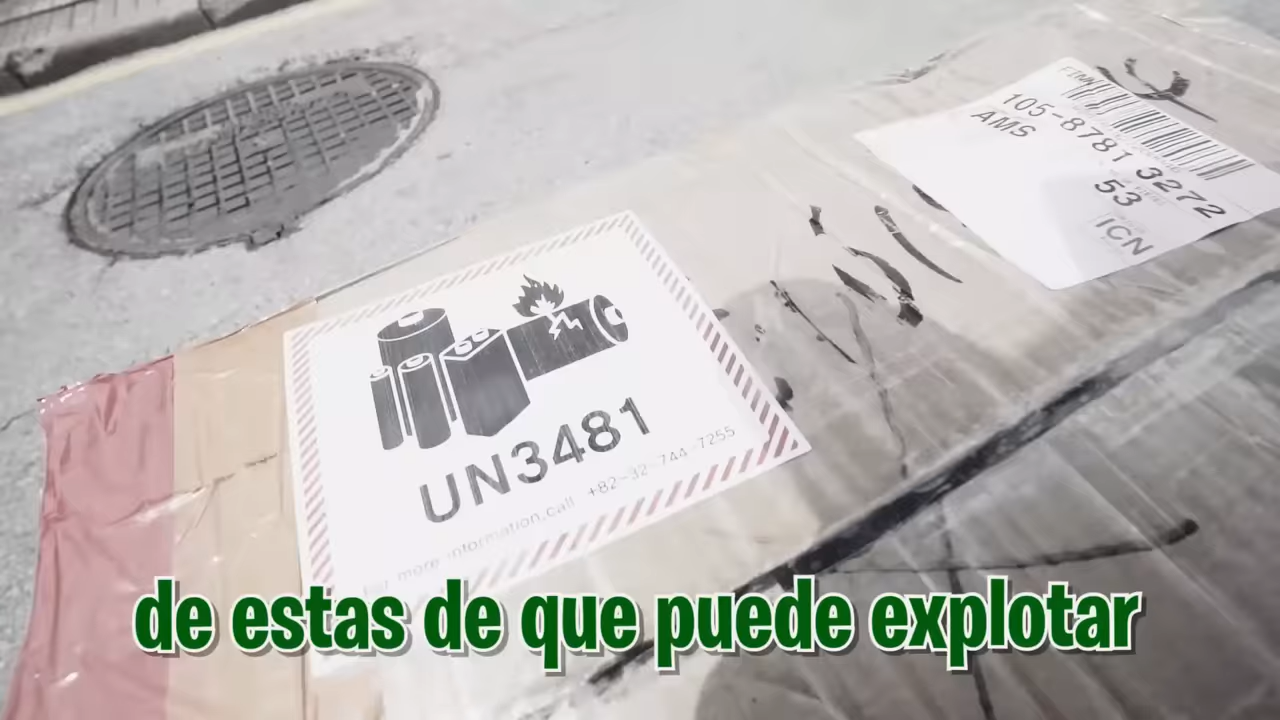 FINN
105-8781 3272
AMS
53
ICN
UN3481
more information,call +82-32-744-7255
de estas de que puede explotar